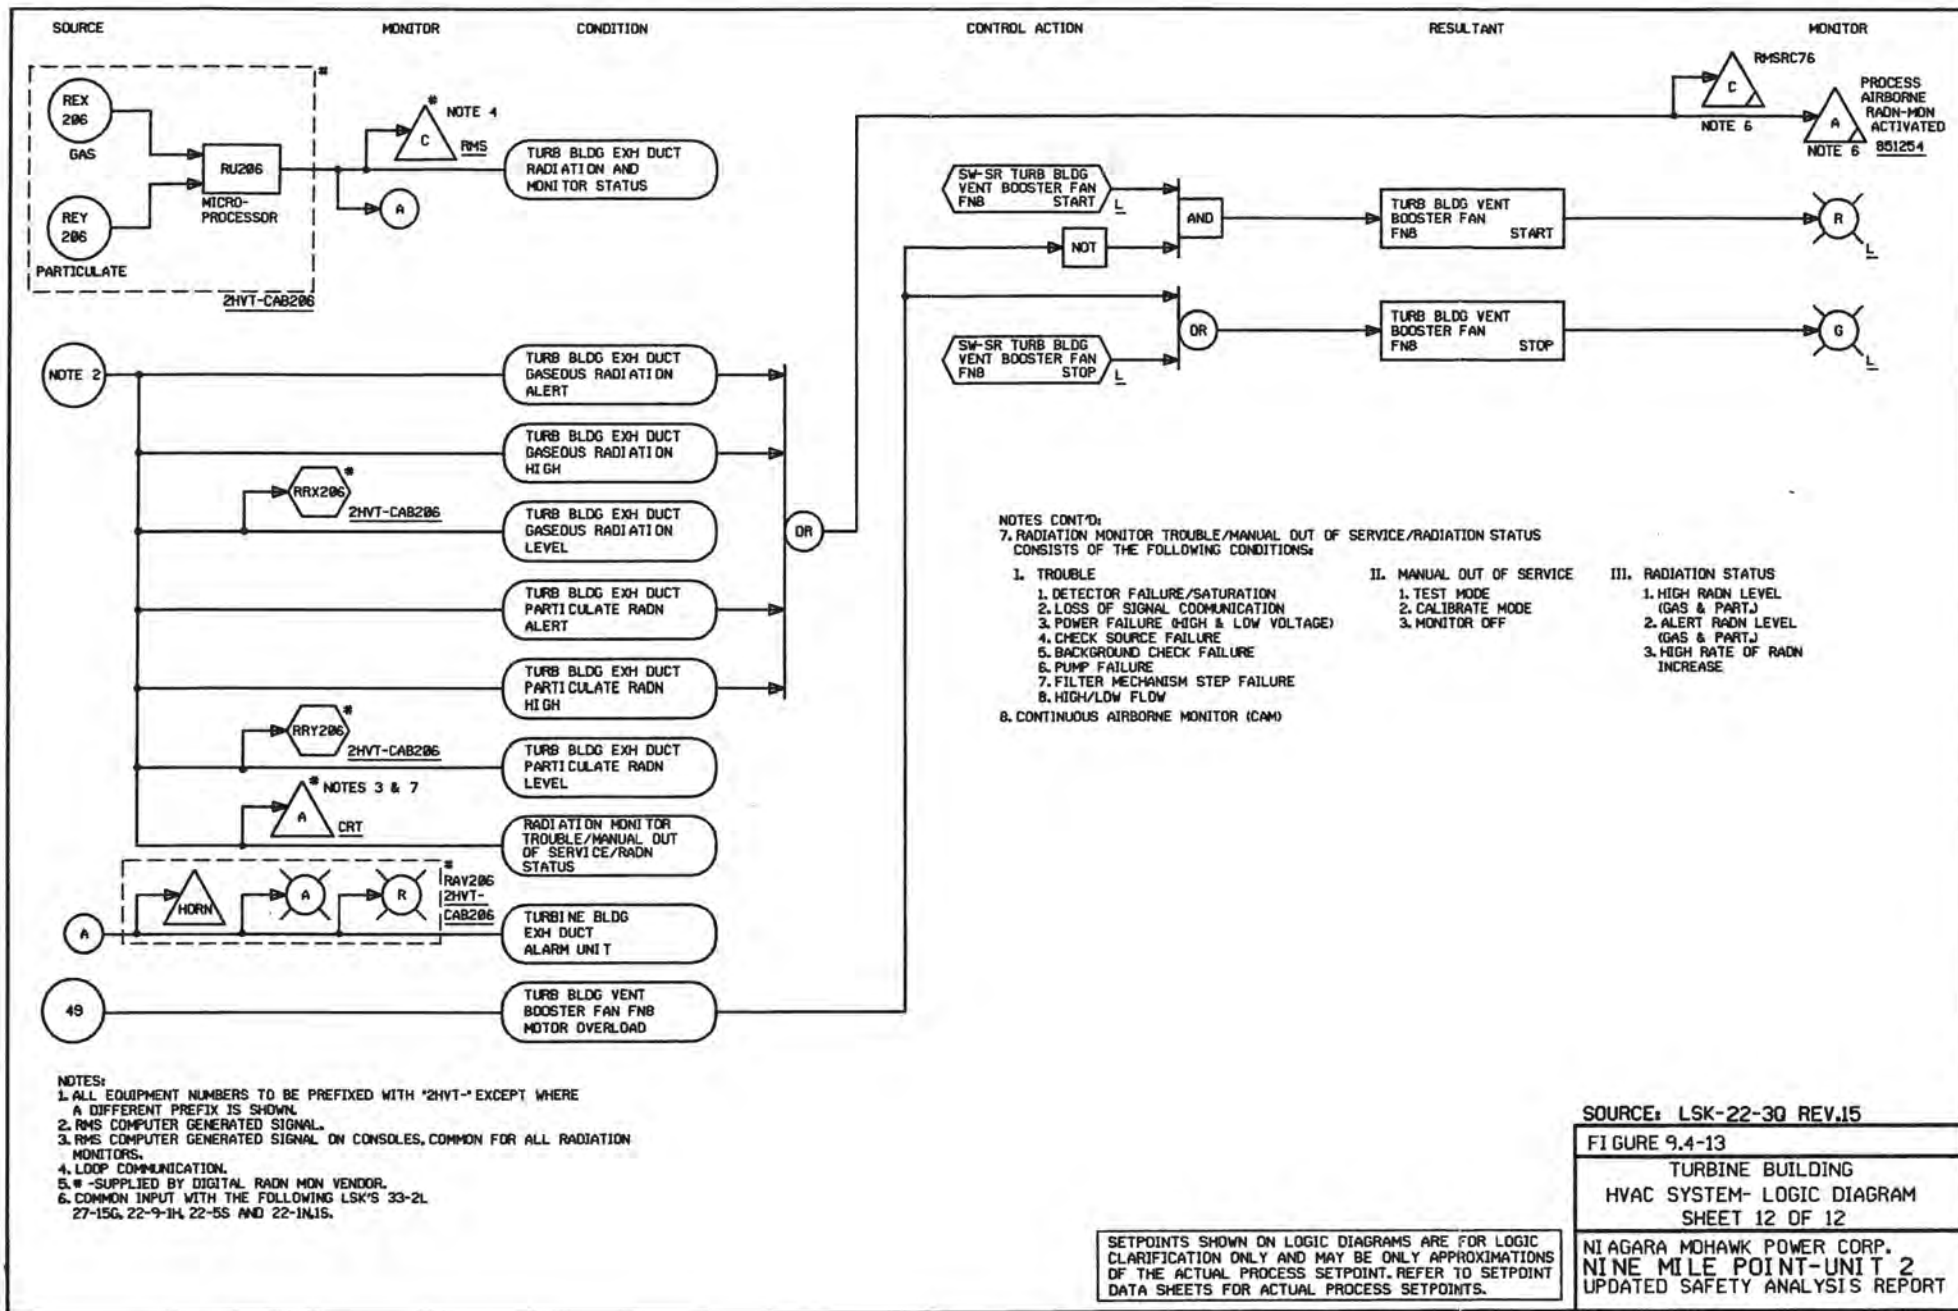 SOURCE
MONITOR
CONDITION
CONTROL ACTION
RESULTANT
MONITOR
#
REX
206
GAS
REY
206
PARTICULATE
RU206
MICRO-
PROCESSOR
2HVT-CAB206
#
NOTE 4
C
RMS
A
TURB BLDG EXH DUCT
RADIATION AND
MONITOR STATUS
RMSRC76
C
NOTE 6
PROCESS
AIRBORNE
RADN-MON
ACTIVATED
A
NOTE 6
851254
SW-SR TURB BLDG
VENT BOOSTER FAN
FN8 START
L
AND
NOT
TURB BLDG VENT
BOOSTER FAN
FN8 START
R
L
SW-SR TURB BLDG
VENT BOOSTER FAN
FN8 STOP
L
OR
TURB BLDG VENT
BOOSTER FAN
FN8 STOP
G
L
NOTE 2
TURB BLDG EXH DUCT
GASEOUS RADIATION
ALERT
TURB BLDG EXH DUCT
GASEOUS RADIATION
HIGH
RRX206
#
2HVT-CAB206
TURB BLDG EXH DUCT
GASEOUS RADIATION
LEVEL
OR
TURB BLDG EXH DUCT
PARTICULATE RADN
ALERT
TURB BLDG EXH DUCT
PARTICULATE RADN
HIGH
RRY206
#
2HVT-CAB206
TURB BLDG EXH DUCT
PARTICULATE RADN
LEVEL
# NOTES 3 & 7
A
CRT
RADIATION MONITOR
TROUBLE/MANUAL OUT
OF SERVICE/RADN
STATUS
A
HORN
A
R
#
RAV206
2HVT-
CAB206
TURBINE BLDG
EXH DUCT
ALARM UNIT
49
TURB BLDG VENT
BOOSTER FAN FN8
MOTOR OVERLOAD
NOTES CONT'D:
7. RADIATION MONITOR TROUBLE/MANUAL OUT OF SERVICE/RADIATION STATUS
CONSISTS OF THE FOLLOWING CONDITIONS:
I. TROUBLE
1. DETECTOR FAILURE/SATURATION
2. LOSS OF SIGNAL COOMUNICATION
3. POWER FAILURE (HIGH & LOW VOLTAGE)
4. CHECK SOURCE FAILURE
5. BACKGROUND CHECK FAILURE
6. PUMP FAILURE
7. FILTER MECHANISM STEP FAILURE
8. HIGH/LOW FLOW
II. MANUAL OUT OF SERVICE
1. TEST MODE
2. CALIBRATE MODE
3. MONITOR OFF
III. RADIATION STATUS
1. HIGH RADN LEVEL
(GAS & PART.)
2. ALERT RADN LEVEL
(GAS & PART.)
3. HIGH RATE OF RADN
INCREASE
8. CONTINUOUS AIRBORNE MONITOR (CAM)
NOTES:
1. ALL EQUIPMENT NUMBERS TO BE PREFIXED WITH "2HVT-" EXCEPT WHERE
A DIFFERENT PREFIX IS SHOWN.
2. RMS COMPUTER GENERATED SIGNAL.
3. RMS COMPUTER GENERATED SIGNAL ON CONSOLES, COMMON FOR ALL RADIATION
MONITORS.
4. LOOP COMMUNICATION.
5. # -SUPPLIED BY DIGITAL RADN MON VENDOR.
6. COMMON INPUT WITH THE FOLLOWING LSK'S 33-2L
27-15G, 22-9-1H, 22-5S AND 22-1N,1S.
SETPOINTS SHOWN ON LOGIC DIAGRAMS ARE FOR LOGIC
CLARIFICATION ONLY AND MAY BE ONLY APPROXIMATIONS
OF THE ACTUAL PROCESS SETPOINT. REFER TO SETPOINT
DATA SHEETS FOR ACTUAL PROCESS SETPOINTS.
SOURCE: LSK-22-3Q REV.15
FIGURE 9.4-13
TURBINE BUILDING
HVAC SYSTEM- LOGIC DIAGRAM
SHEET 12 OF 12
NIAGARA MOHAWK POWER CORP.
NINE MILE POINT-UNIT 2
UPDATED SAFETY ANALYSIS REPORT